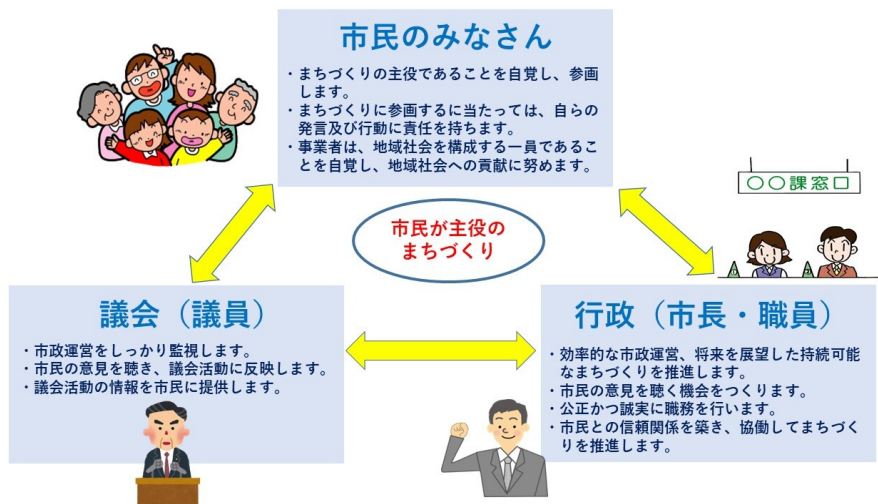 市民のみなさん
・まちづくりの主役であることを自覚し、参画
します。
・まちづくりに参画するに当たっては、自らの
発言及び行動に責任を持ちます。
・事業者は、地域社会を構成する一員であるこ
とを自覚し、地域社会への貢献に努めます。
〇〇課窓口
市民が主役の
まちづくり
議会（議員）
・市政運営をしっかり監視します。
・市民の意見を聴き、議会活動に反映します。
・議会活動の情報を市民に提供します。
行政（市長・職員）
・効率的な市政運営、将来を展望した持続可能
なまちづくりを推進します。
・市民の意見を聴く機会をつくります。
・公正かつ誠実に職務を行います。
・市民との信頼関係を築き、協働してまちづく
りを推進します。